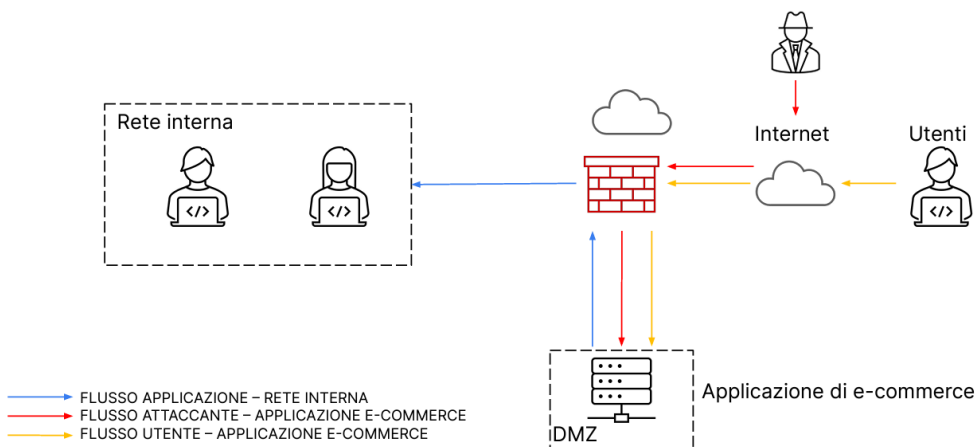 Rete interna
Internet
Utenti
</>
</>
</>
Applicazione di e-commerce
DMZ
FLUSSO APPLICAZIONE – RETE INTERNA
FLUSSO ATTACCANTE – APPLICAZIONE E-COMMERCE
FLUSSO UTENTE – APPLICAZIONE E-COMMERCE